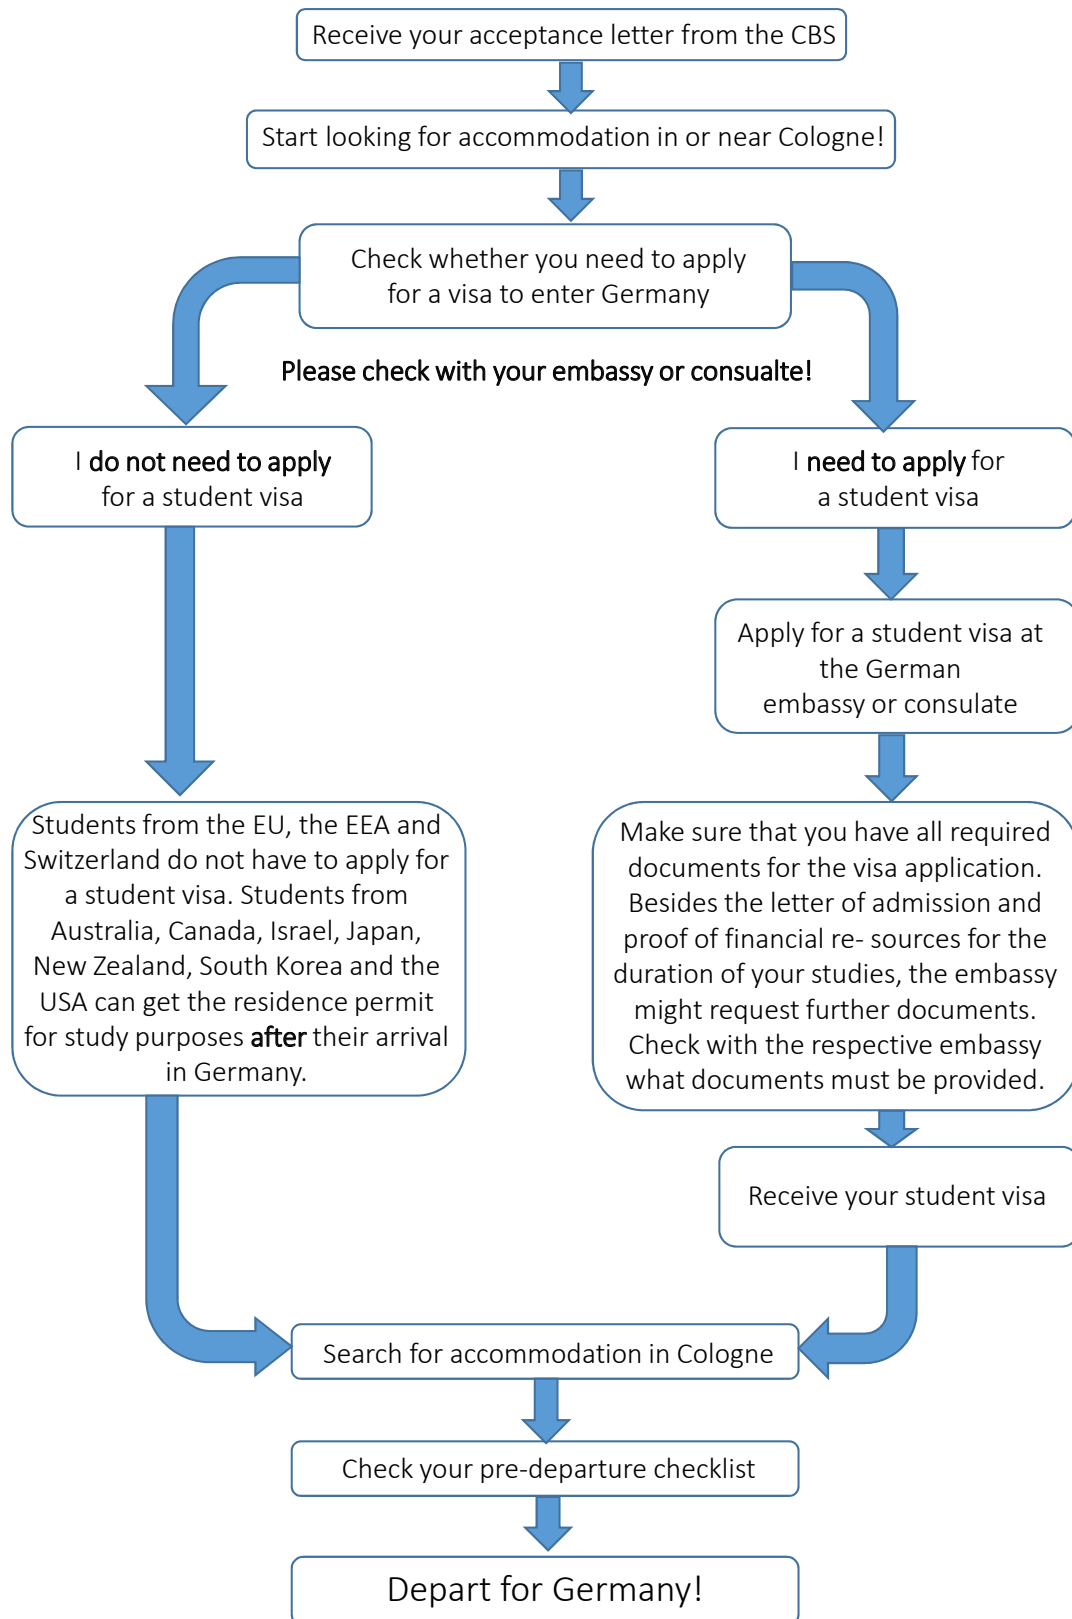 Receive your acceptance letter from the CBS
Start looking for accommodation in or near Cologne!
Check whether you need to apply
for a visa to enter Germany
Please check with your embassy or consualte!
I do not need to apply
for a student visa
I need to apply for
a student visa
Apply for a student visa at
the German
embassy or consulate
Students from the EU, the EEA and
Switzerland do not have to apply for
a student visa. Students from
Australia, Canada, Israel, Japan,
New Zealand, South Korea and the
USA can get the residence permit
for study purposes after their arrival
in Germany.
Make sure that you have all required
documents for the visa application.
Besides the letter of admission and
proof of financial re- sources for the
duration of your studies, the embassy
might request further documents.
Check with the respective embassy
what documents must be provided.
Receive your student visa
Search for accommodation in Cologne
Check your pre-departure checklist
Depart for Germany!